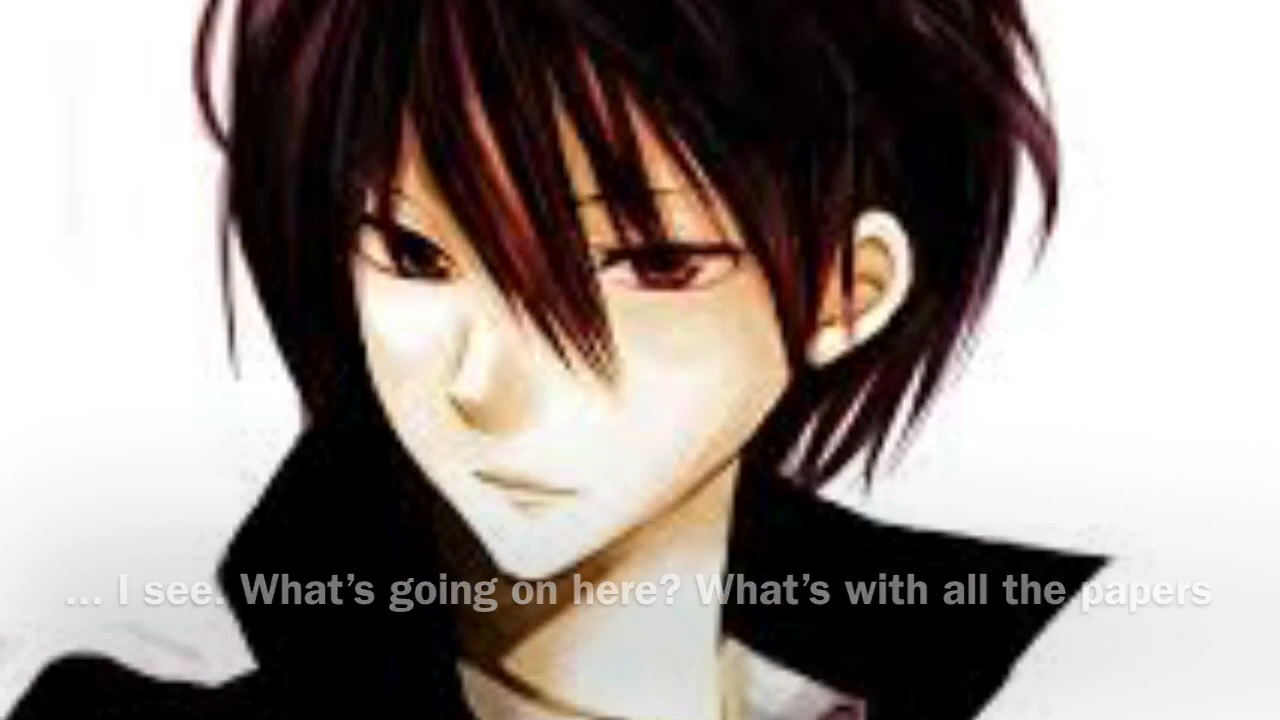 ... I see. What’s going on here? What’s with all the papers